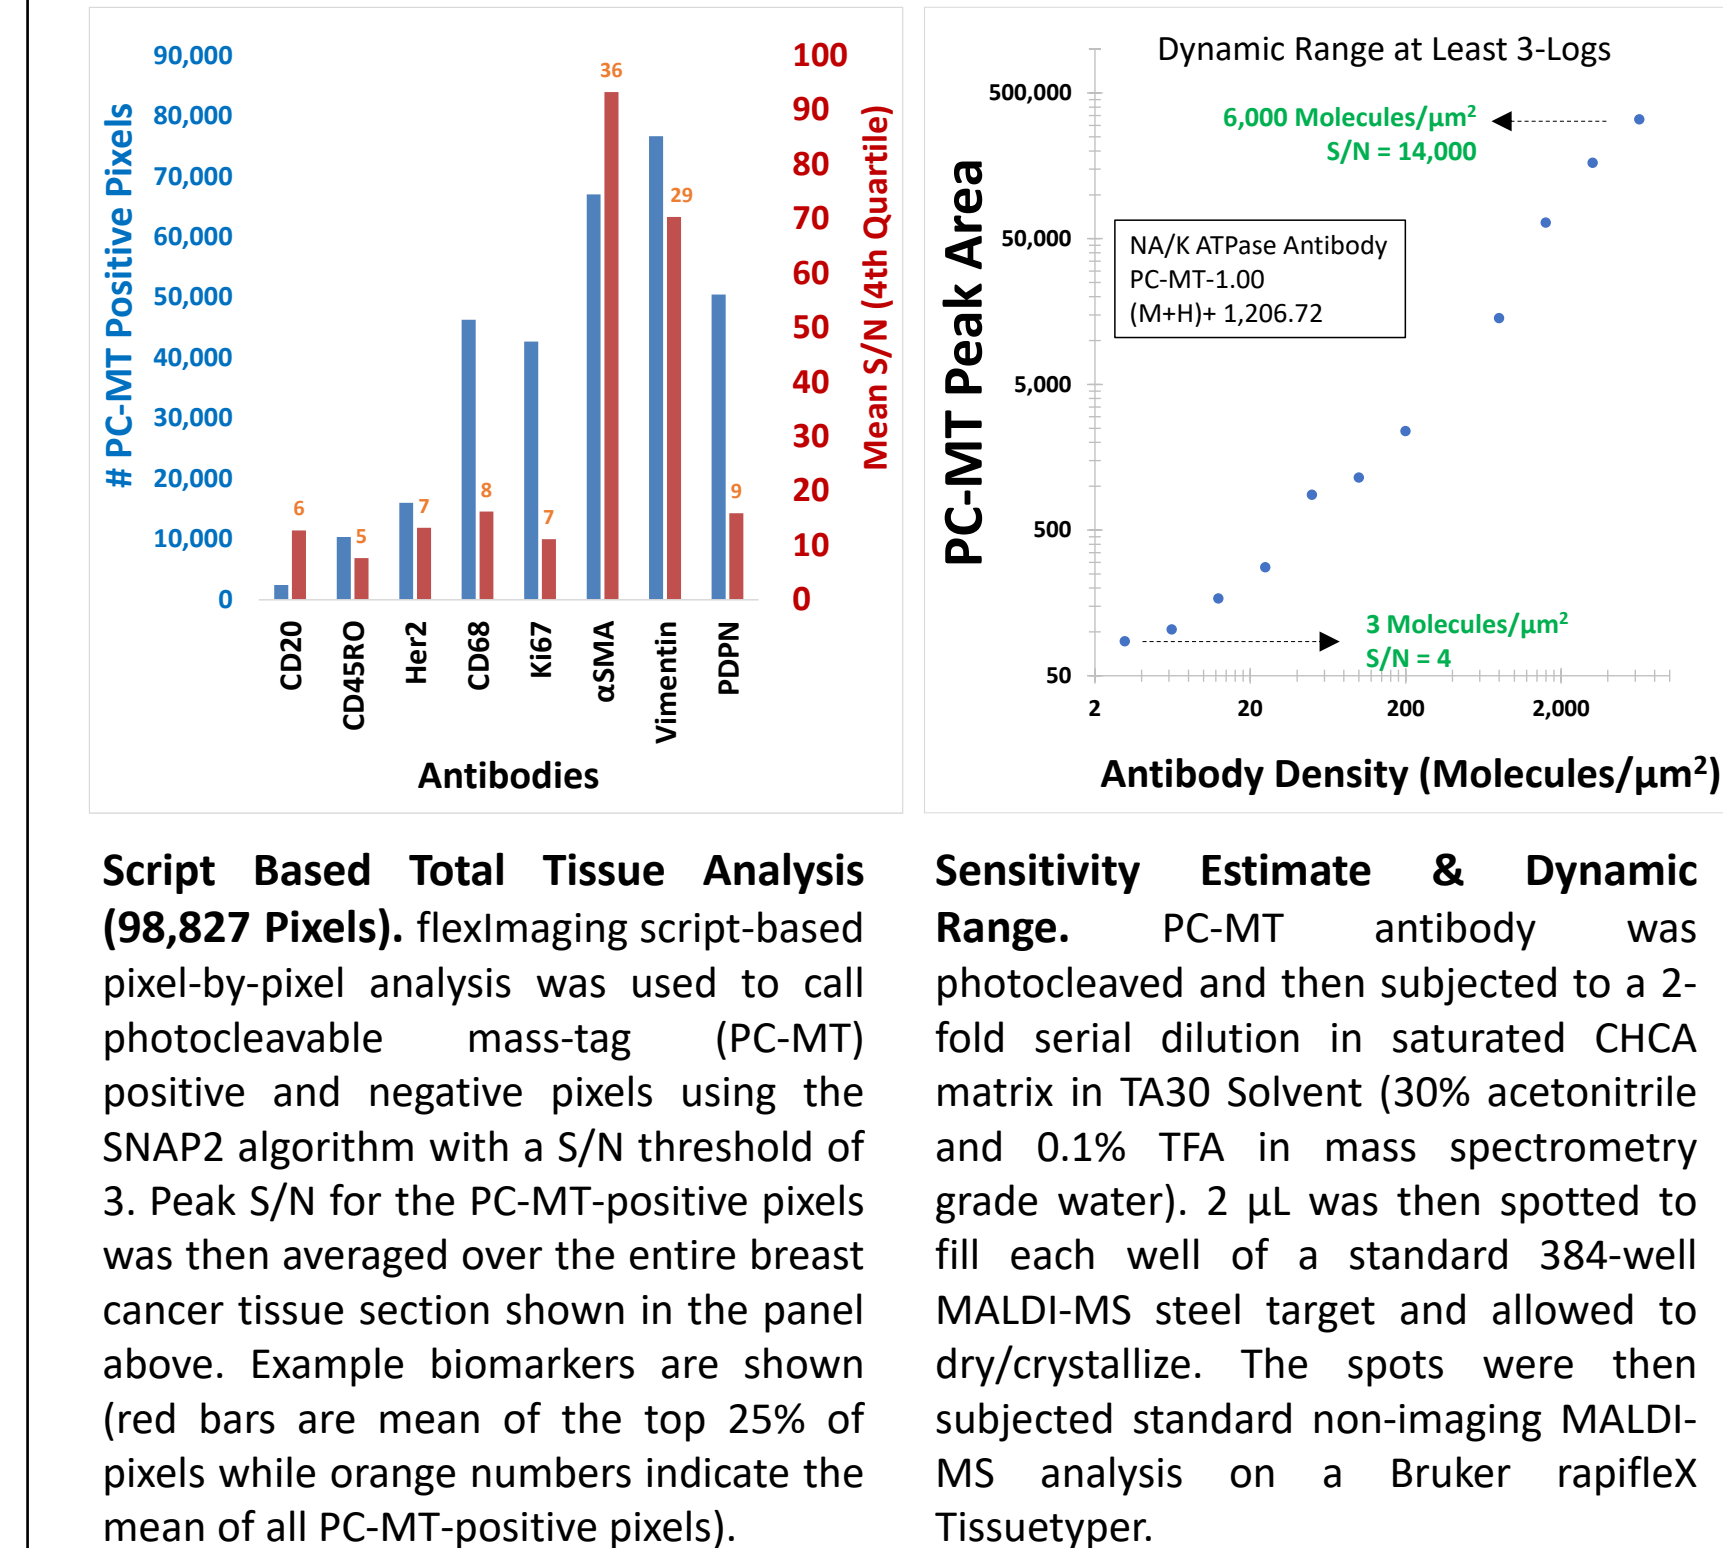 90,000
80,000
70,000
60,000
50,000
40,000
30,000
20,000
10,000
0
# PC-MT Positive Pixels
100
90
80
70
60
50
40
30
20
10
0
Mean S/N (4th Quartile)
6
5
7
8
7
36
29
9
CD20
CD45RO
Her2
CD68
Ki67
αSMA
Vimentin
PDPN
Antibodies
Dynamic Range at Least 3-Logs
500,000
50,000
5,000
500
50
PC-MT Peak Area
6,000 Molecules/µm²
S/N = 14,000
NA/K ATPase Antibody
PC-MT-1.00
(M+H)+ 1,206.72
3 Molecules/µm²
S/N = 4
2
20
200
2,000
Antibody Density (Molecules/µm²)
Script Based Total Tissue Analysis
(98,827 Pixels). flexImaging script-based
pixel-by-pixel analysis was used to call
photocleavable mass-tag (PC-MT)
positive and negative pixels using the
SNAP2 algorithm with a S/N threshold of
3. Peak S/N for the PC-MT-positive pixels
was then averaged over the entire breast
cancer tissue section shown in the panel
above. Example biomarkers are shown
(red bars are mean of the top 25% of
pixels while orange numbers indicate the
mean of all PC-MT-positive pixels).
Sensitivity Estimate & Dynamic
Range. PC-MT antibody was
photocleaved and then subjected to a 2-
fold serial dilution in saturated CHCA
matrix in TA30 Solvent (30% acetonitrile
and 0.1% TFA in mass spectrometry
grade water). 2 µL was then spotted to
fill each well of a standard 384-well
MALDI-MS steel target and allowed to
dry/crystallize. The spots were then
subjected standard non-imaging MALDI-
MS analysis on a Bruker rapifleX
Tissuetyper.